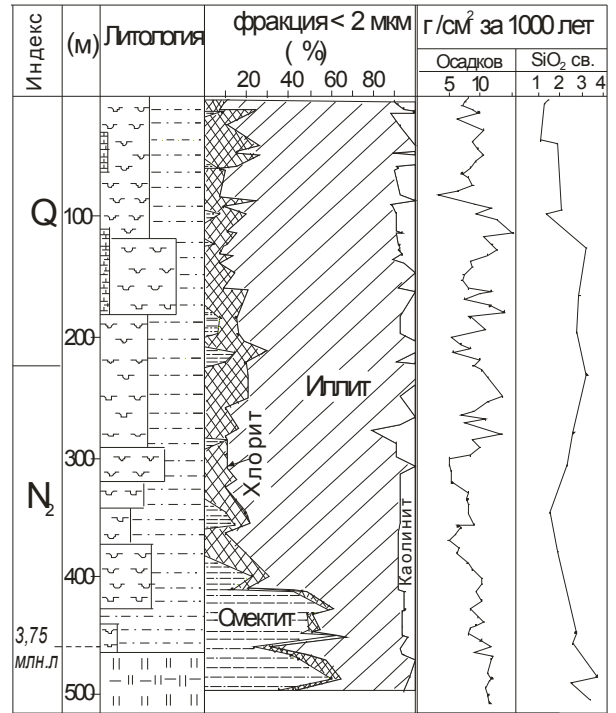 Индекс
(м)
Литология
фракция < 2 мкм
( %)
20 40 60 80
г /см² за 1000 лет
Осадков
5 10
SiO₂ св.
1 2 3 4
Q
100
200
Иллит
Хлорит
300
N₂
Каолинит
400
Смектит
3,75
млн.л
500